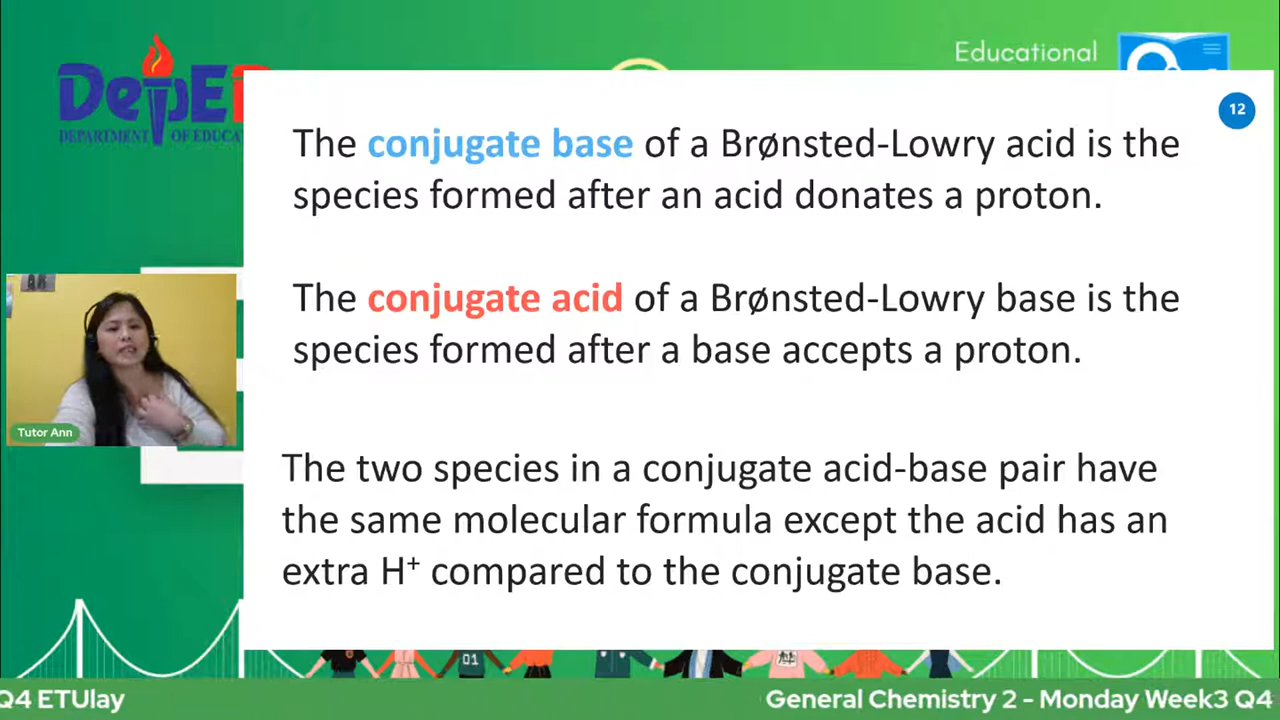 Educational
DepE
DEPARTMENT OF EDUCA
12
The conjugate base of a Brønsted-Lowry acid is the
species formed after an acid donates a proton.
The conjugate acid of a Brønsted-Lowry base is the
species formed after a base accepts a proton.
Tutor Ann
The two species in a conjugate acid-base pair have
the same molecular formula except the acid has an
extra H⁺ compared to the conjugate base.
01
Q4 ETUlay
General Chemistry 2 - Monday Week3 Q4